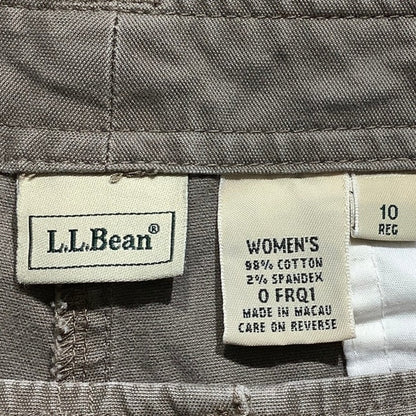 L.L.Bean®
WOMEN'S
98% COTTON
2% SPANDEX
0 FRQ1
MADE IN MACAU
CARE ON REVERSE
10
REG